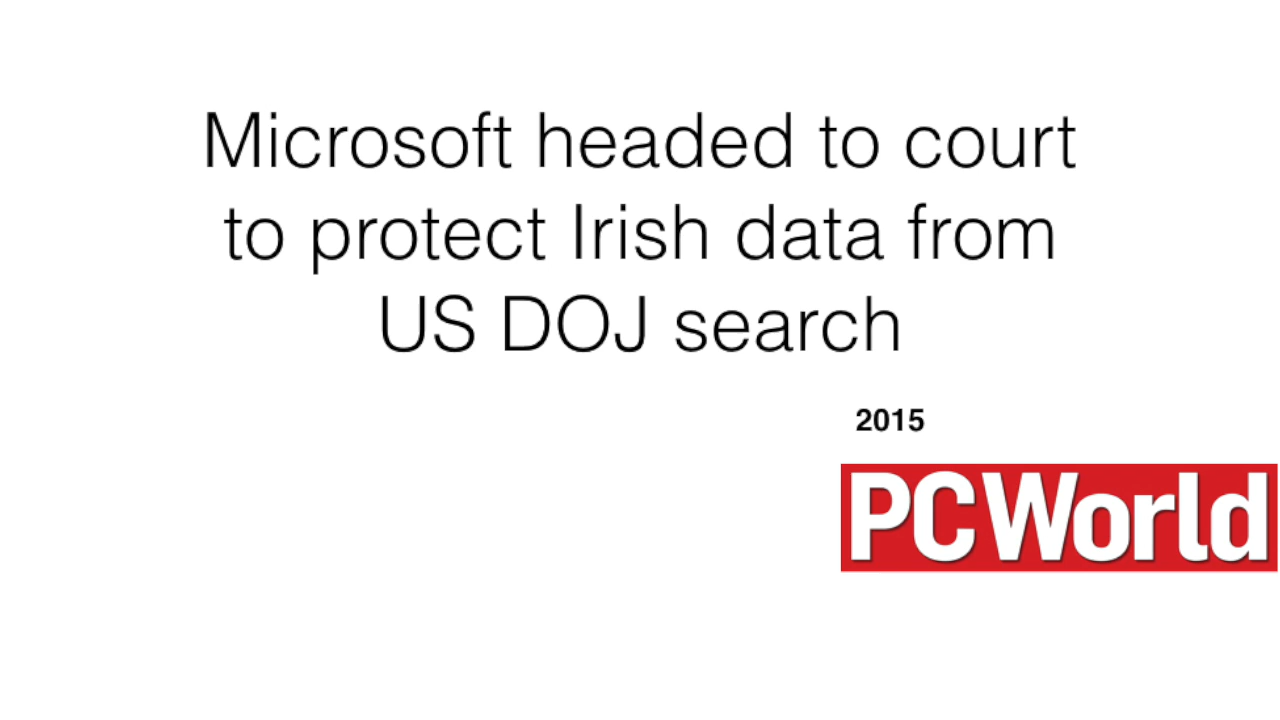 Microsoft headed to court
to protect Irish data from
US DOJ search
2015
PCWorld